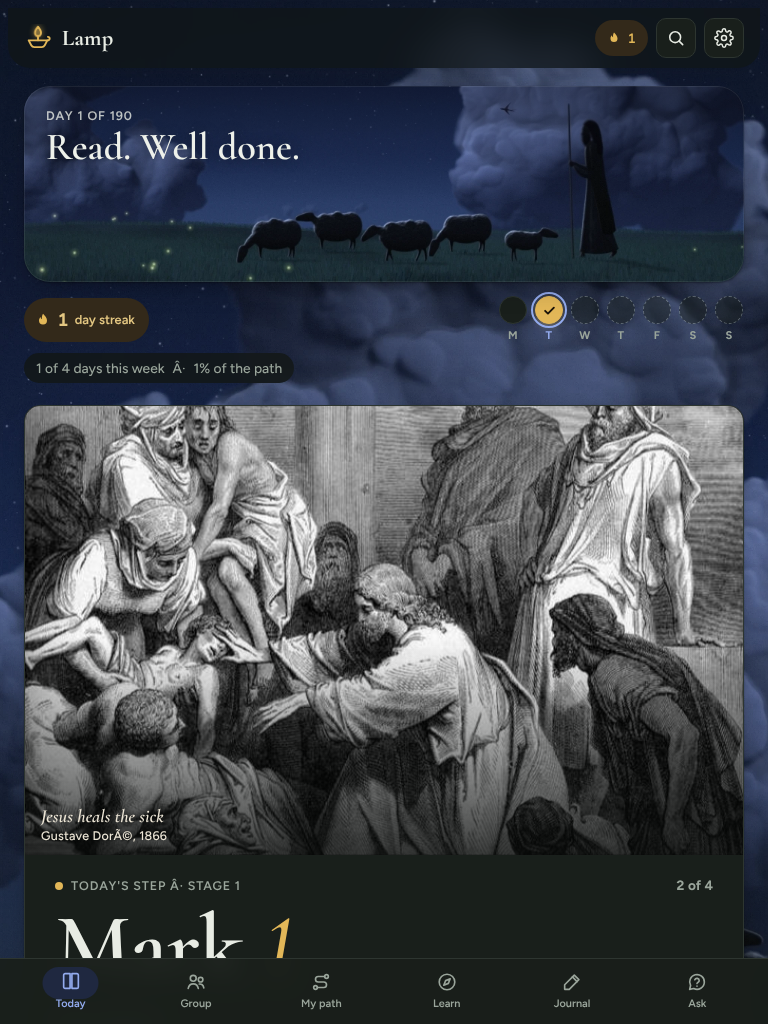 Lamp
1
DAY 1 OF 190
Read. Well done.
1 day streak
M T W T F S S
1 of 4 days this week Â· 1% of the path
Jesus heals the sick
Gustave DorÃ©, 1866
TODAY'S STEP Â· STAGE 1
2 of 4
Mark 1
Today
Group
My path
Learn
Journal
Ask